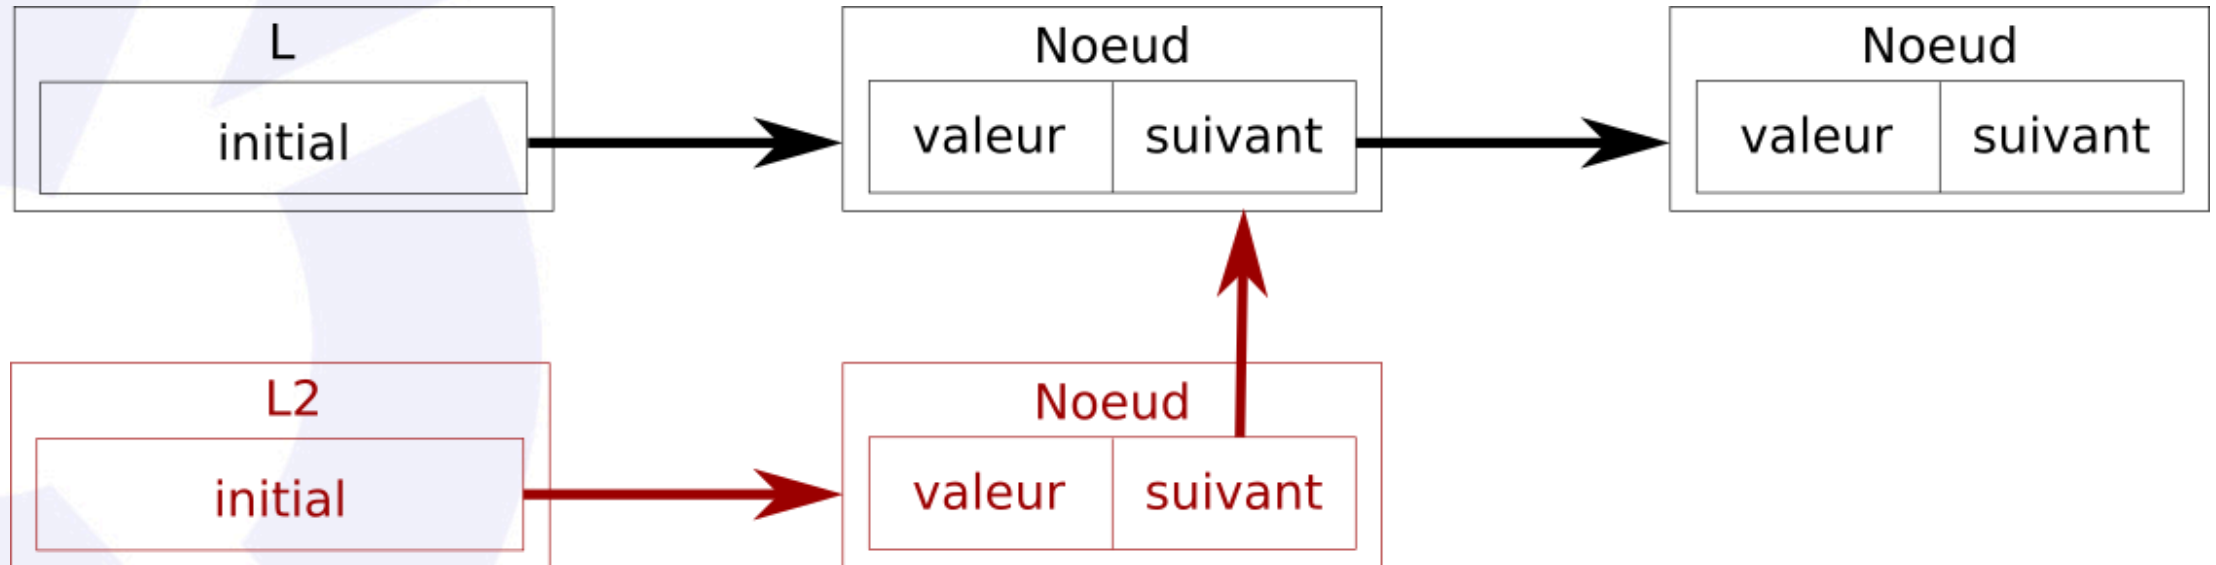 L
initial
Noeud
valeur suivant
Noeud
valeur suivant
L2
initial
Noeud
valeur suivant